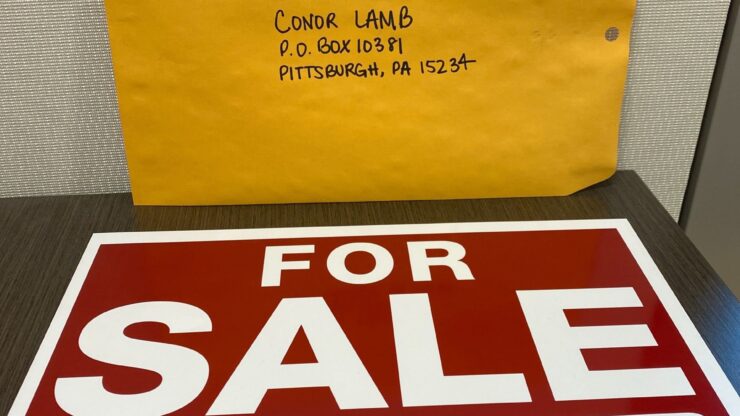 CONOR LAMB
P.O. BOX 10381
PITTSBURGH, PA 15234
FOR
SALE